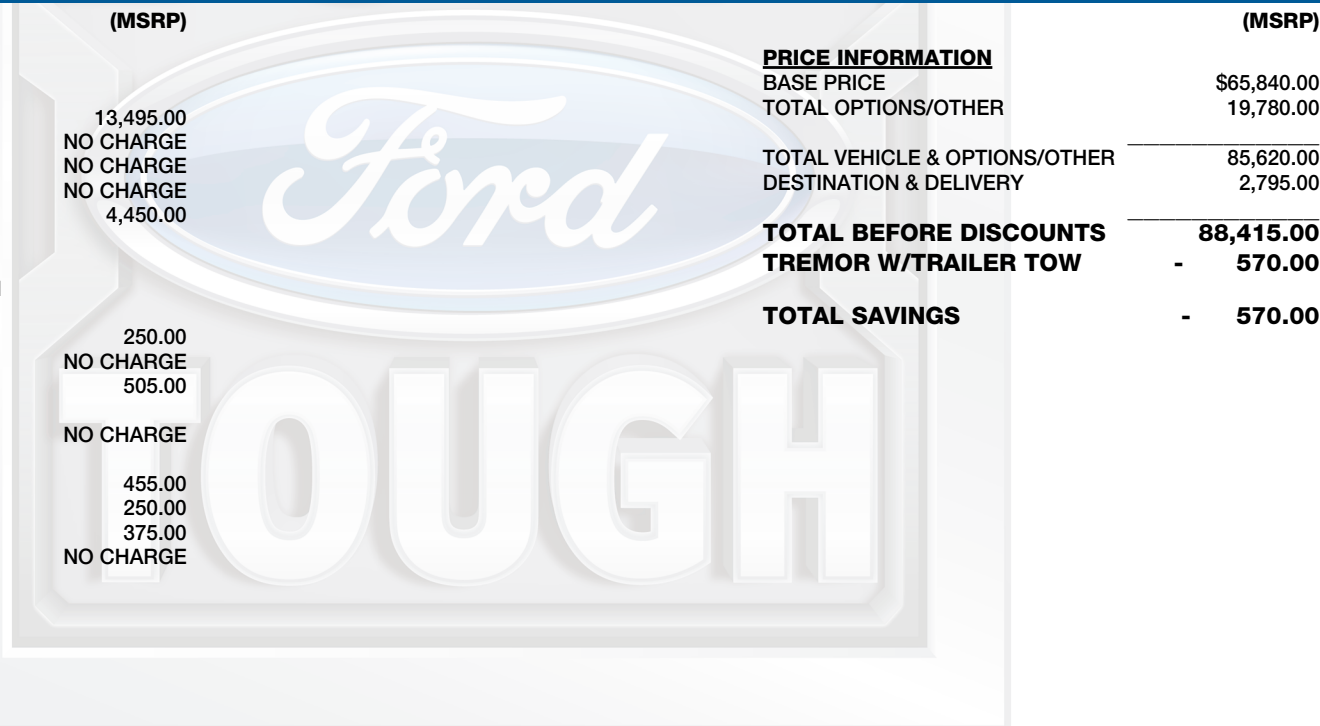 (MSRP)
13,495.00
NO CHARGE
NO CHARGE
NO CHARGE
4,450.00
250.00
NO CHARGE
505.00
NO CHARGE
455.00
250.00
375.00
NO CHARGE
Ford
TOUGH
(MSRP)
PRICE INFORMATION
BASE PRICE $65,840.00
TOTAL OPTIONS/OTHER 19,780.00
TOTAL VEHICLE & OPTIONS/OTHER 85,620.00
DESTINATION & DELIVERY 2,795.00
TOTAL BEFORE DISCOUNTS 88,415.00
TREMOR W/TRAILER TOW - 570.00
TOTAL SAVINGS - 570.00